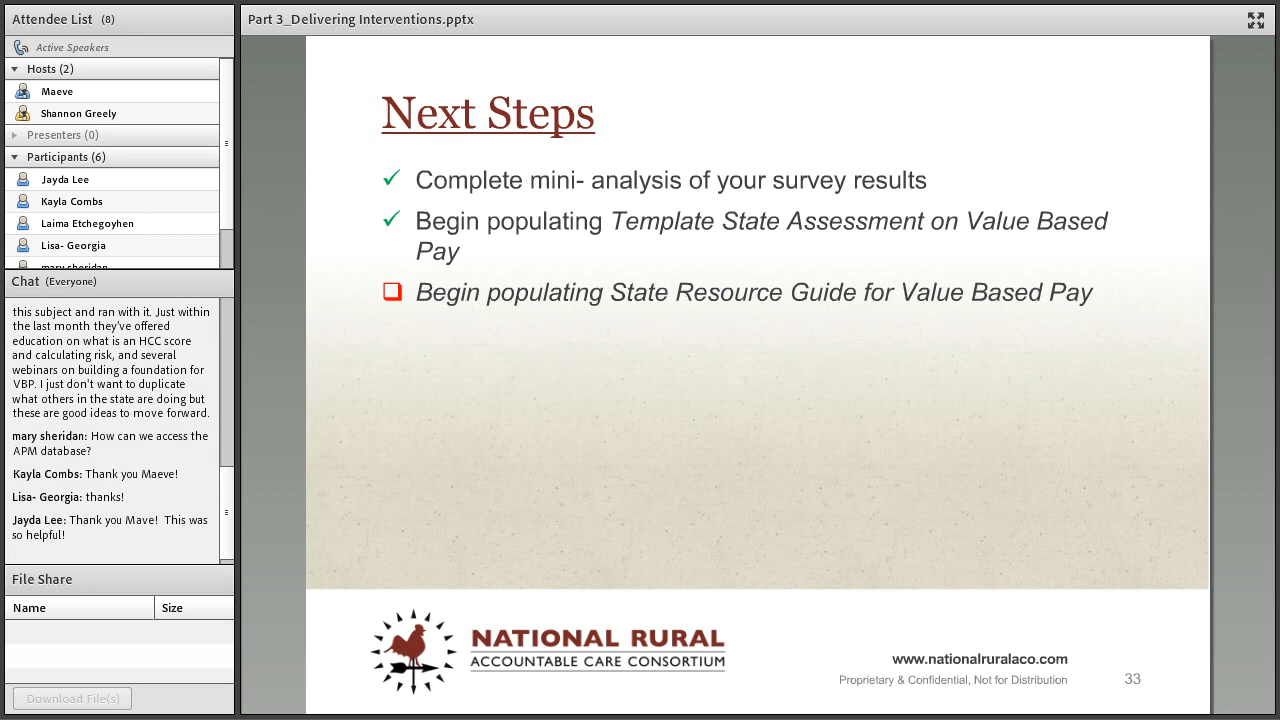 Attendee List (8)
Active Speakers
Hosts (2)
Maeve
Shannon Greely
Presenters (0)
Participants (6)
Jayda Lee
Kayla Combs
Laima Etchegoyhen
Lisa- Georgia
mary sheridan
Chat (Everyone)
this subject and ran with it. Just within
the last month they've offered
education on what is an HCC score
and calculating risk, and several
webinars on building a foundation for
VBP. I just don't want to duplicate
what others in the state are doing but
these are good ideas to move forward.
mary sheridan: How can we access the
APM database?
Kayla Combs: Thank you Maeve!
Lisa- Georgia: thanks!
Jayda Lee: Thank you Mave!  This was
so helpful!
File Share
Name Size
Download File(s)
Part 3_Delivering Interventions.pptx
Next Steps
Complete mini- analysis of your survey results
Begin populating Template State Assessment on Value Based
Pay
Begin populating State Resource Guide for Value Based Pay
NATIONAL RURAL
ACCOUNTABLE CARE CONSORTIUM
www.nationalruralaco.com
Proprietary & Confidential, Not for Distribution
33